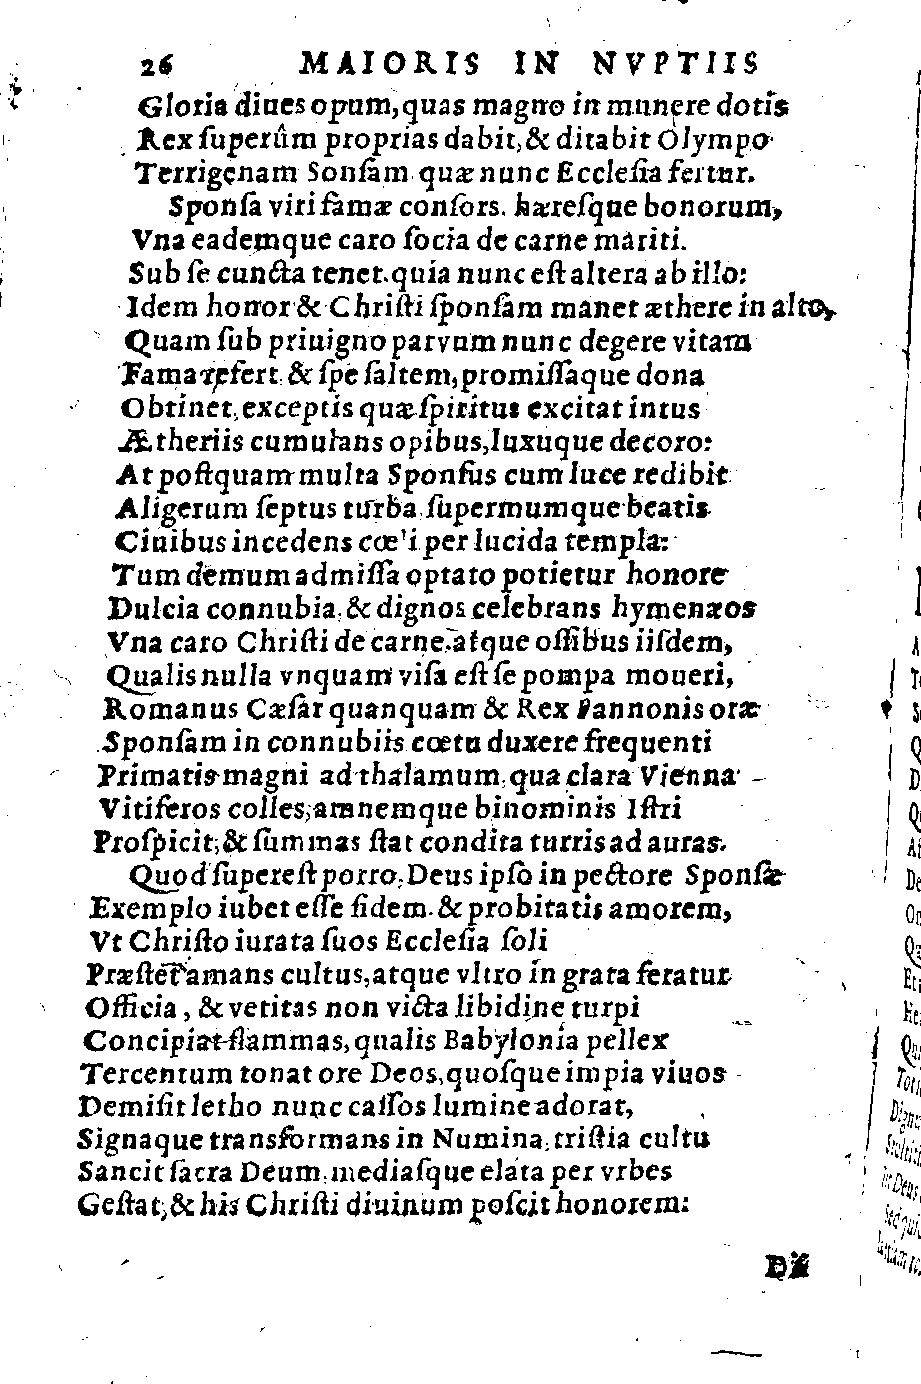 26 MAIORIS IN NVPTIIS
Gloria diues opum, quas magno in munere dotis
Rex ſuperûm proprias dabit, & ditabit Olympo
Terrigenam Sonſam quæ nunc Eccleſia fertur.
Sponſa viri famæ conſors. hæreſque bonorum,
Vna eademque caro ſocia de carne mariti.
Sub ſe cuncta tenet. quia nunc eſt altera ab illo:
Idem honor & Chriſti ſponſam manet æthere in alto,
Quam ſub priuigno parvum nunc degere vitam
Fama refert & ſpe ſaltem, promiſſaque dona
Obtinet, exceptis quæ ſpiritus excitat intus
Ætheriis cumulans opibus, luxuque decoro:
At poſtquam multa Sponſus cum luce redibit
Aligerum ſeptus turba ſupermumque beatis
Ciuibus incedens cœli per lucida templa:
Tum demum admiſſa optato potietur honore
Dulcia connubia, & dignos celebrans hymenæos
Vna caro Chriſti de carne, atque oſſibus iiſdem,
Qualis nulla vnquam viſa eſt ſe pompa moueri,
Romanus Cæſar quanquam & Rex Pannonis oræ
Sponſam in connubiis cœtu duxere frequenti
Primatis magni ad thalamum, qua clara Vienna
Vitiferos colles, amnemque binominis Iſtri
Proſpicit, & ſummas ſtat condita turris ad auras.
Quod ſupereſt porro, Deus ipſo in pectore Sponſæ
Exemplo iubet eſſe fidem. & probitatis amorem,
Vt Chriſto iurata ſuos Eccleſia ſoli
Præſtet amans cultus, atque vltro in grata feratur
Officia, & vetitas non victa libidine turpi
Concipiat flammas, qualis Babylonia pellex
Tercentum tonat ore Deos, quoſque impia viuos
Demiſit letho nunc caſſos lumine adorat,
Signaque transformans in Numina, triſtia cultu
Sancit ſacra Deum, mediaſque elata per vrbes
Geſtat, & his Chriſti diuinum poſcit honorem: